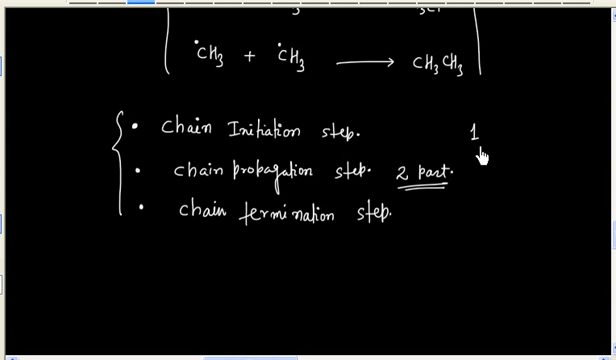 •CH3 + •CH3 ⟶ CH3CH3
• Chain Initiation step. 1
• chain propagation step. 2 part.
• chain termination step.